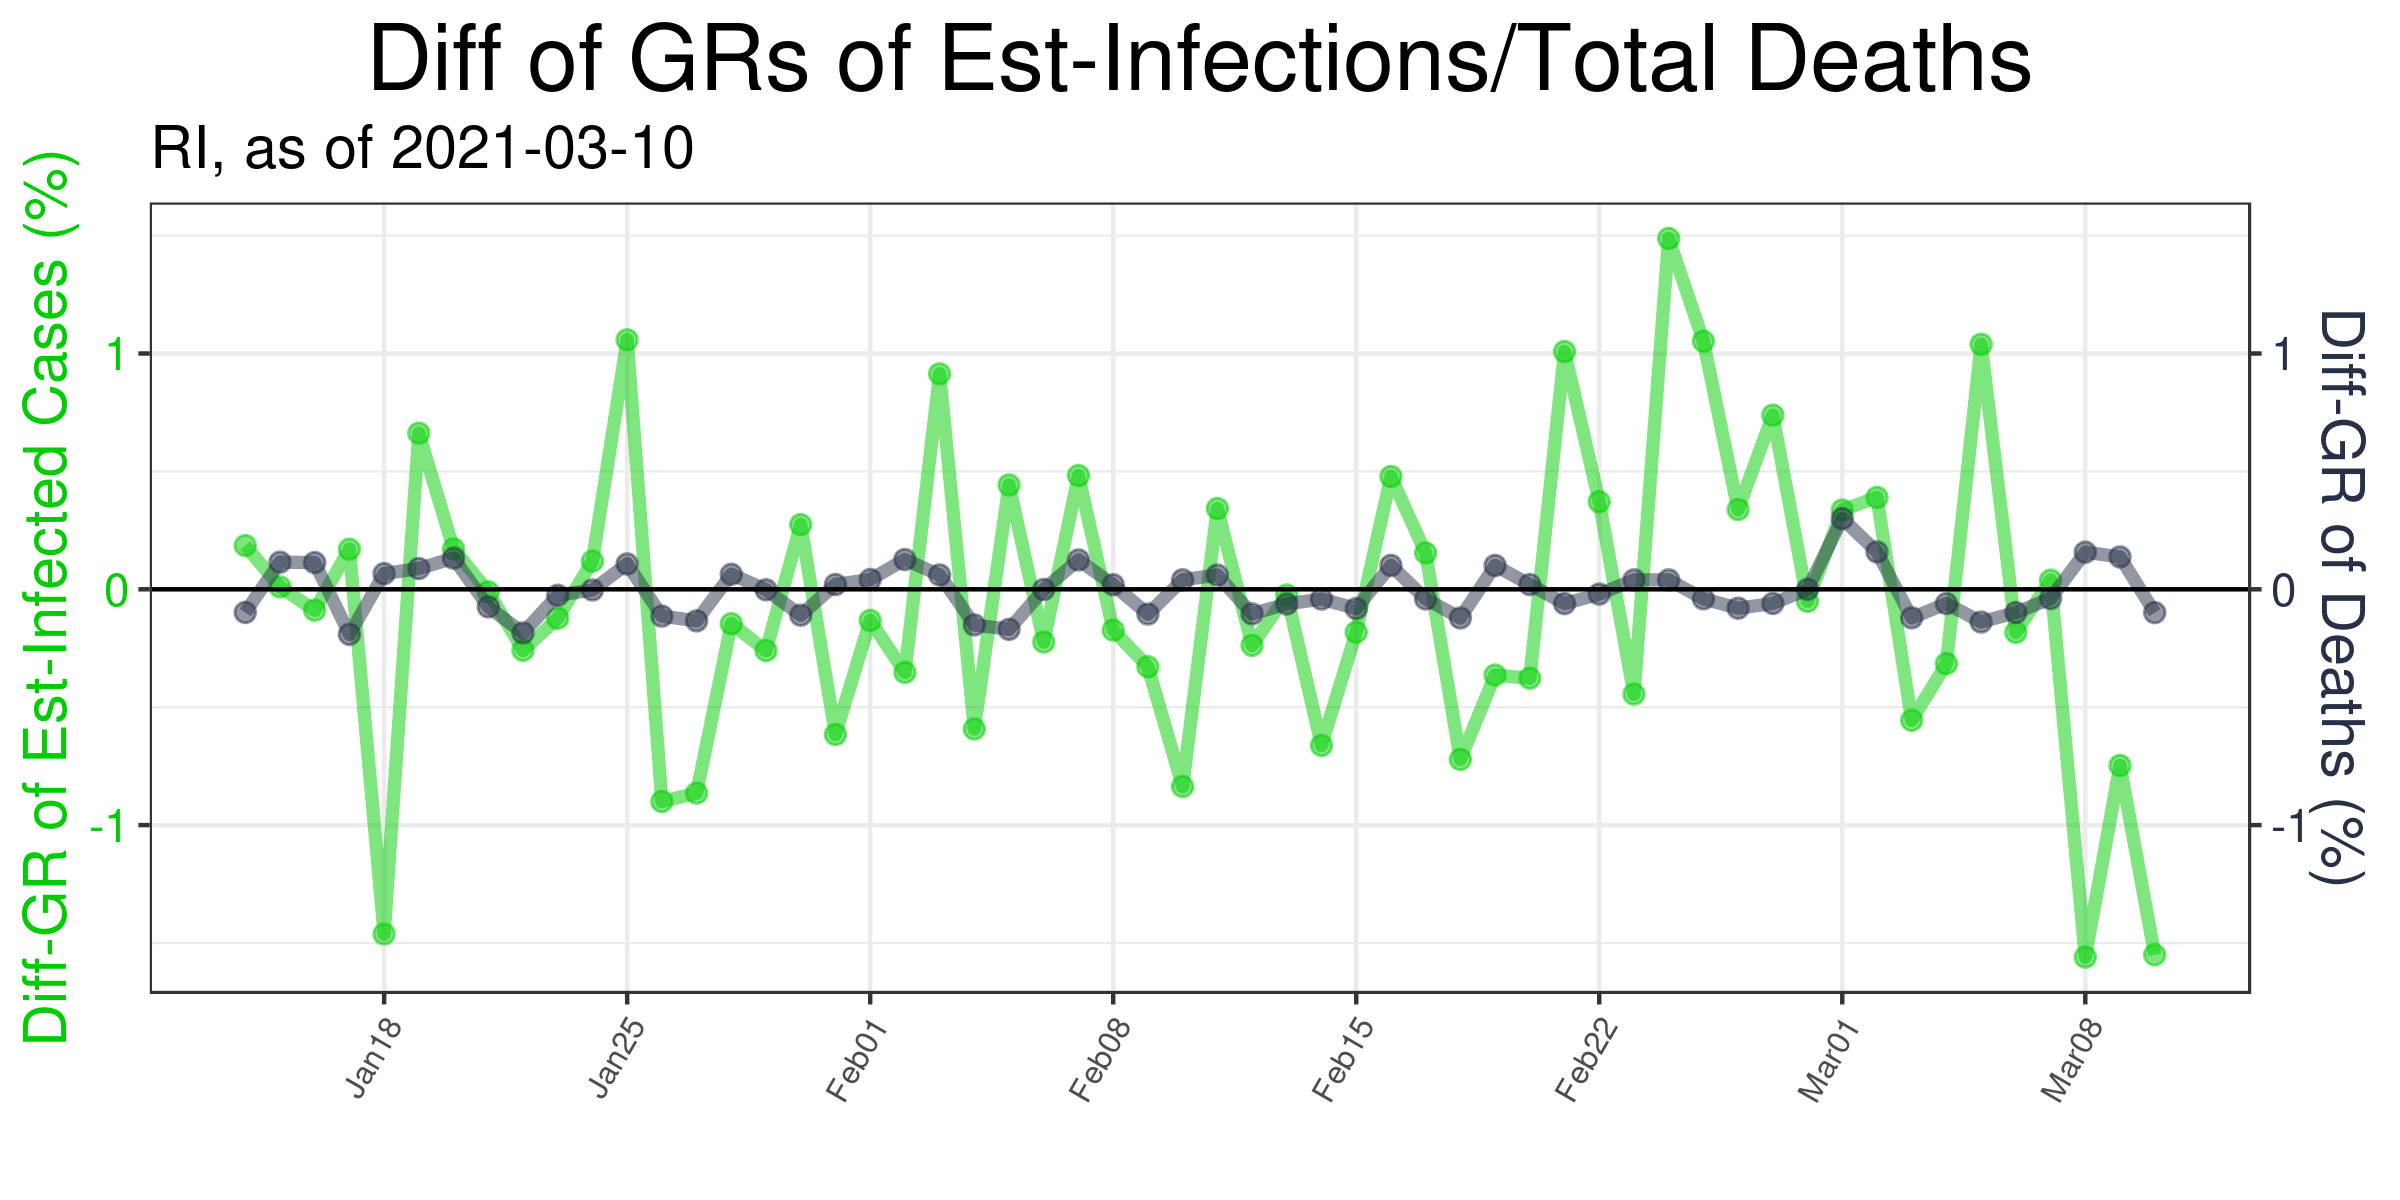 Diff of GRs of Est-Infections/Total Deaths
RI, as of 2021-03-10
Diff-GR of Est-Infected Cases (%)
1
0
-1
1
0
-1
Diff-GR of Deaths (%)
Jan18
Jan25
Feb01
Feb08
Feb15
Feb22
Mar01
Mar08